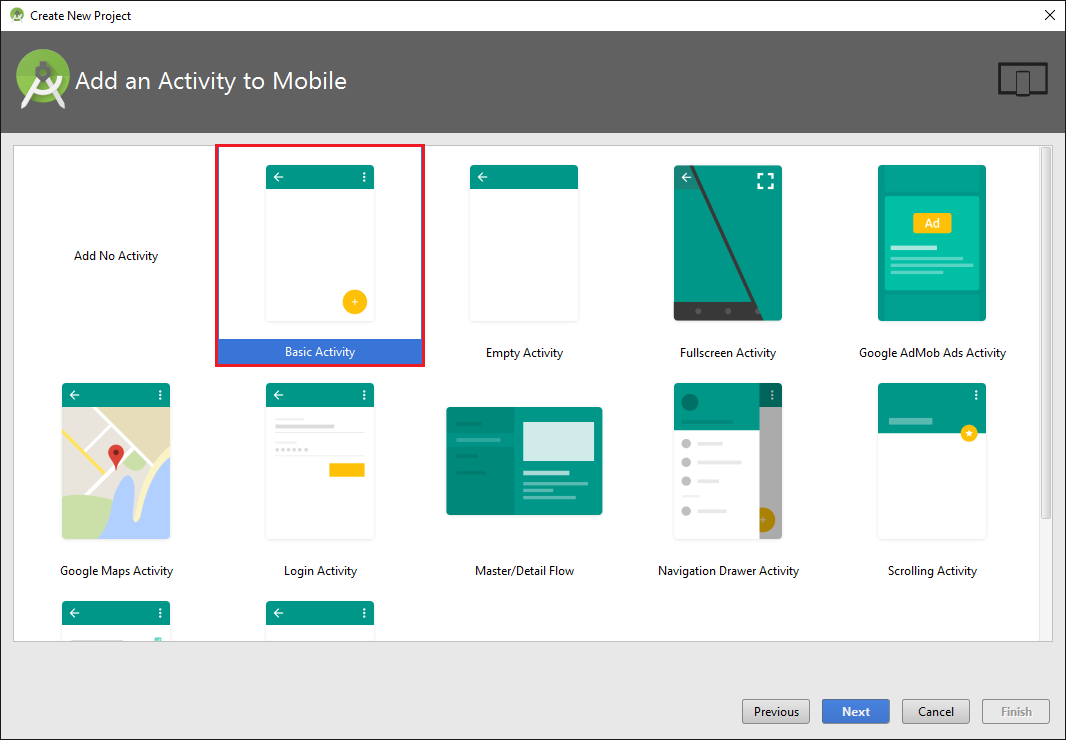 Create New Project
Add an Activity to Mobile
Add No Activity
Ad
Basic Activity
Empty Activity
Fullscreen Activity
Google AdMob Ads Activity
Google Maps Activity
Login Activity
Master/Detail Flow
Navigation Drawer Activity
Scrolling Activity
Previous
Next
Cancel
Finish